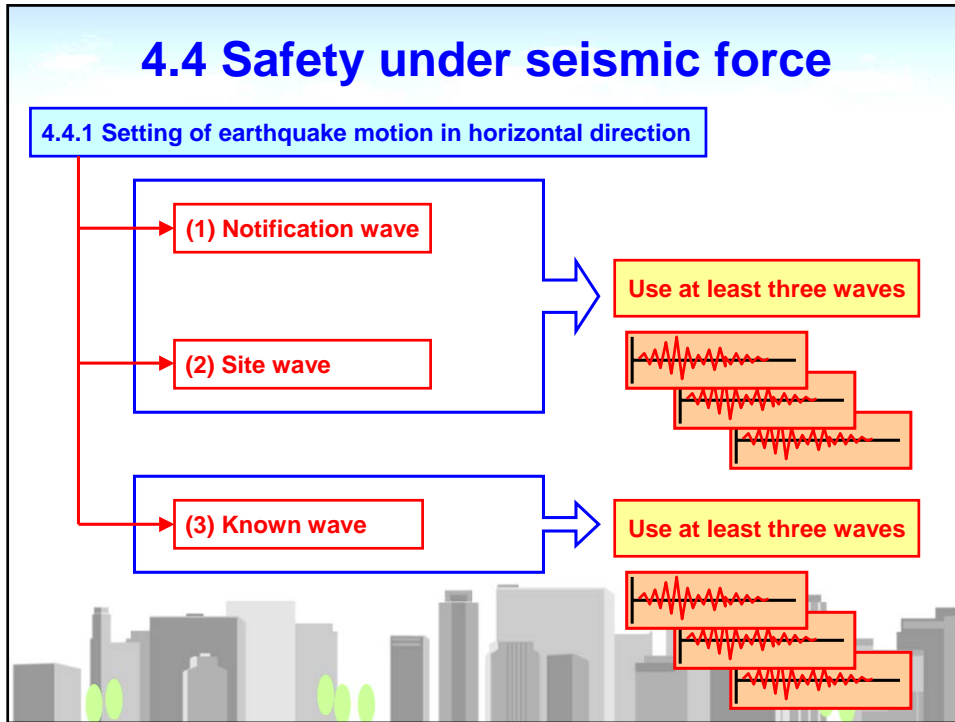 4.4 Safety under seismic force
4.4.1 Setting of earthquake motion in horizontal direction
(1) Notification wave
Use at least three waves
(2) Site wave
(3) Known wave
Use at least three waves